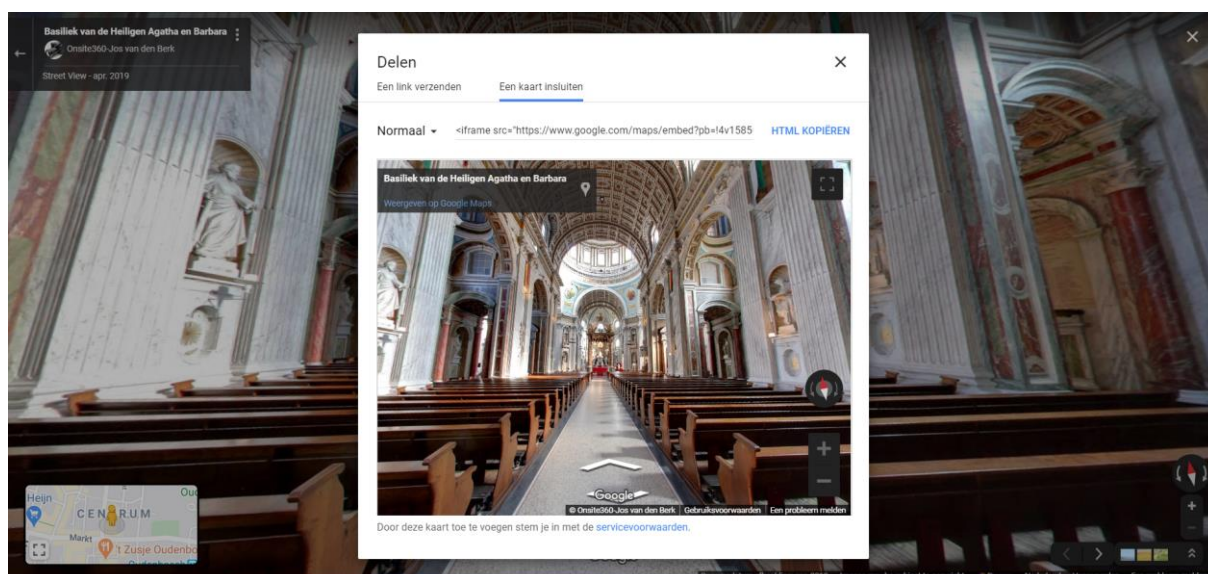 Basiliek van de Heiligen Agatha en Barbara
Onsite360-Jos van den Berk
Street View - apr. 2019
Delen
Een link verzenden Een kaart insluiten
Normaal <iframe src="https://www.google.com/maps/embed?pb=!4v1585 HTML KOPIËREN
Basiliek van de Heiligen Agatha en Barbara
Weergeven op Google Maps
Google
© Onsite360-Jos van den Berk Gebruiksvoorwaarden Een probleem melden
Door deze kaart toe te voegen stem je in met de servicevoorwaarden.
Heijn
CENTRUM
Markt
't Zusje Oudenbo
Google